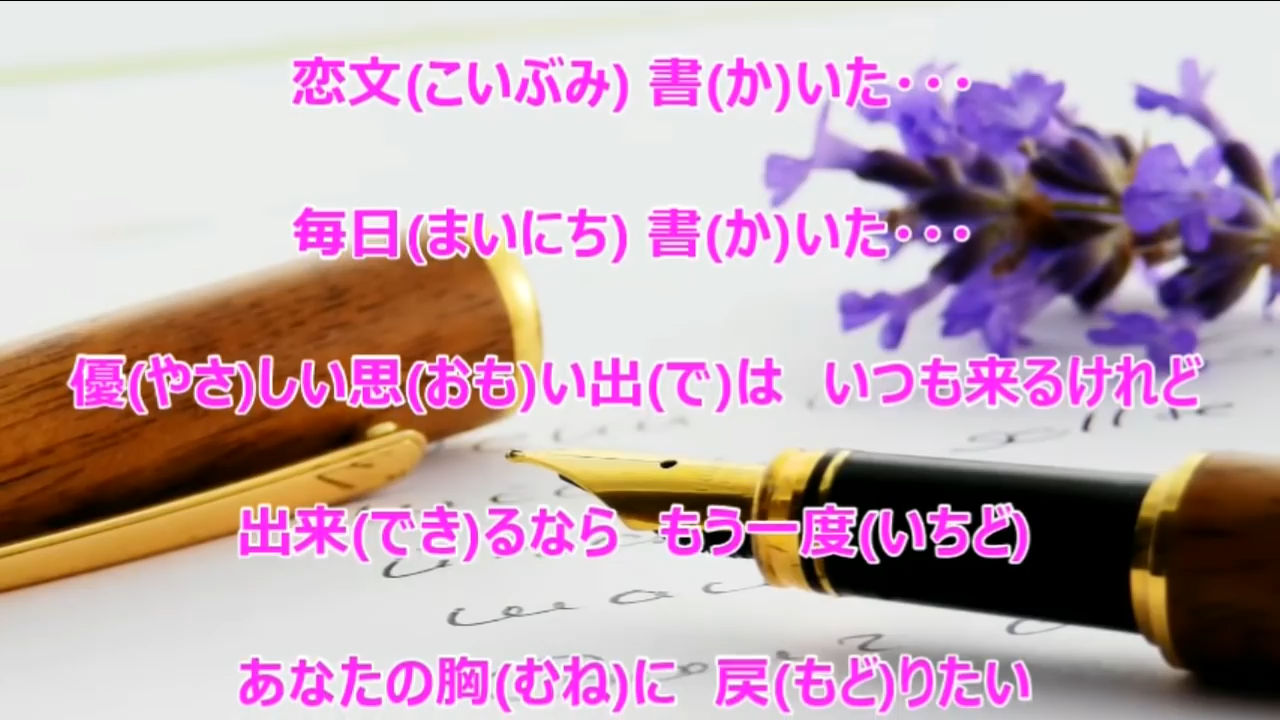 恋文(こいぶみ) 書(か)いた・・・
毎日(まいにち) 書(か)いた・・・
優(やさ)しい思(おも)い出(で)は　いつも来るけれど
出来(でき)るなら　もう一度(いちど)
あなたの胸(むね)に　戻(もど)りたい